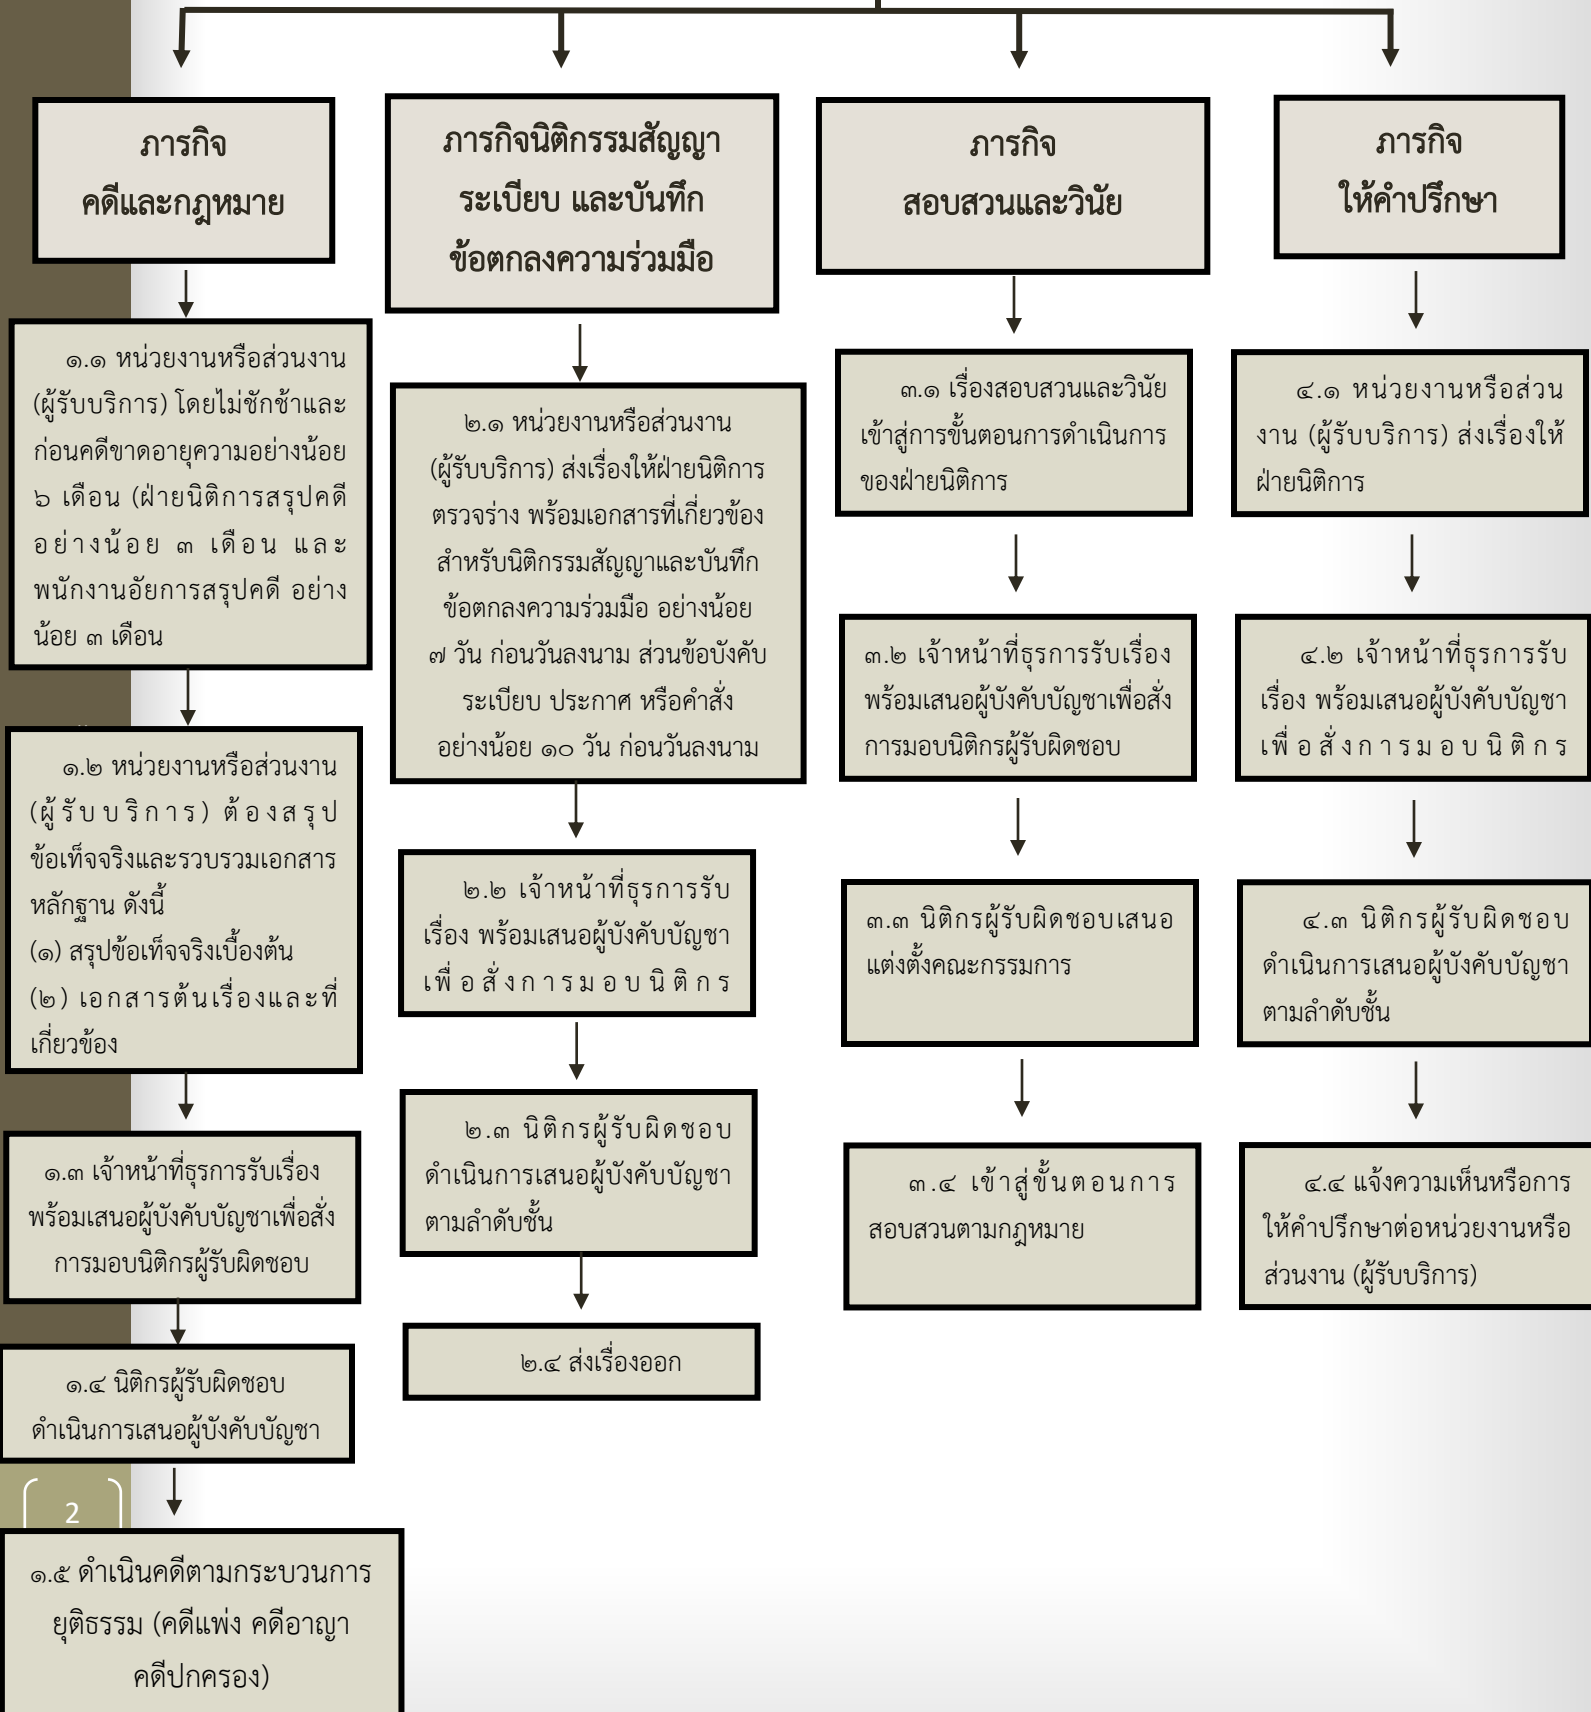 ภารกิจ
คดีและกฎหมาย
๑.๑ หน่วยงานหรือส่วนงาน
(ผู้รับบริการ) โดยไม่ชักช้าและ
ก่อนคดีขาดอายุความอย่างน้อย
๖ เดือน (ฝ่ายนิติการสรุปคดี
อย่างน้อย ๓ เดือน และ
พนักงานอัยการสรุปคดี อย่าง
น้อย ๓ เดือน
๑.๒ หน่วยงานหรือส่วนงาน
(ผู้รับบริการ) ต้องสรุป
ข้อเท็จจริงและรวบรวมเอกสาร
หลักฐาน ดังนี้
(๑) สรุปข้อเท็จจริงเบื้องต้น
(๒) เอกสารต้นเรื่องและที่
เกี่ยวข้อง
๑.๓ เจ้าหน้าที่ธุรการรับเรื่อง
พร้อมเสนอผู้บังคับบัญชาเพื่อสั่ง
การมอบนิติกรผู้รับผิดชอบ
๑.๔ นิติกรผู้รับผิดชอบ
ดำเนินการเสนอผู้บังคับบัญชา
2
๑.๕ ดำเนินคดีตามกระบวนการ
ยุติธรรม (คดีแพ่ง คดีอาญา
คดีปกครอง)
ภารกิจนิติกรรมสัญญา
ระเบียบ และบันทึก
ข้อตกลงความร่วมมือ
๒.๑ หน่วยงานหรือส่วนงาน
(ผู้รับบริการ) ส่งเรื่องให้ฝ่ายนิติการ
ตรวจร่าง พร้อมเอกสารที่เกี่ยวข้อง
สำหรับนิติกรรมสัญญาและบันทึก
ข้อตกลงความร่วมมือ อย่างน้อย
๗ วัน ก่อนวันลงนาม ส่วนข้อบังคับ
ระเบียบ ประกาศ หรือคำสั่ง
อย่างน้อย ๑๐ วัน ก่อนวันลงนาม
๒.๒ เจ้าหน้าที่ธุรการรับ
เรื่อง พร้อมเสนอผู้บังคับบัญชา
เพื่อสั่งการมอบนิติกร
๒.๓ นิติกรผู้รับผิดชอบ
ดำเนินการเสนอผู้บังคับบัญชา
ตามลำดับชั้น
๒.๔ ส่งเรื่องออก
ภารกิจ
สอบสวนและวินัย
๓.๑ เรื่องสอบสวนและวินัย
เข้าสู่การขั้นตอนการดำเนินการ
ของฝ่ายนิติการ
๓.๒ เจ้าหน้าที่ธุรการรับเรื่อง
พร้อมเสนอผู้บังคับบัญชาเพื่อสั่ง
การมอบนิติกรผู้รับผิดชอบ
๓.๓ นิติกรผู้รับผิดชอบเสนอ
แต่งตั้งคณะกรรมการ
๓.๔ เข้าสู่ขั้นตอนการ
สอบสวนตามกฎหมาย
ภารกิจ
ให้คำปรึกษา
๔.๑ หน่วยงานหรือส่วน
งาน (ผู้รับบริการ) ส่งเรื่องให้
ฝ่ายนิติการ
๔.๒ เจ้าหน้าที่ธุรการรับ
เรื่อง พร้อมเสนอผู้บังคับบัญชา
เพื่อสั่งการมอบนิติกร
๔.๓ นิติกรผู้รับผิดชอบ
ดำเนินการเสนอผู้บังคับบัญชา
ตามลำดับชั้น
๔.๔ แจ้งความเห็นหรือการ
ให้คำปรึกษาต่อหน่วยงานหรือ
ส่วนงาน (ผู้รับบริการ)